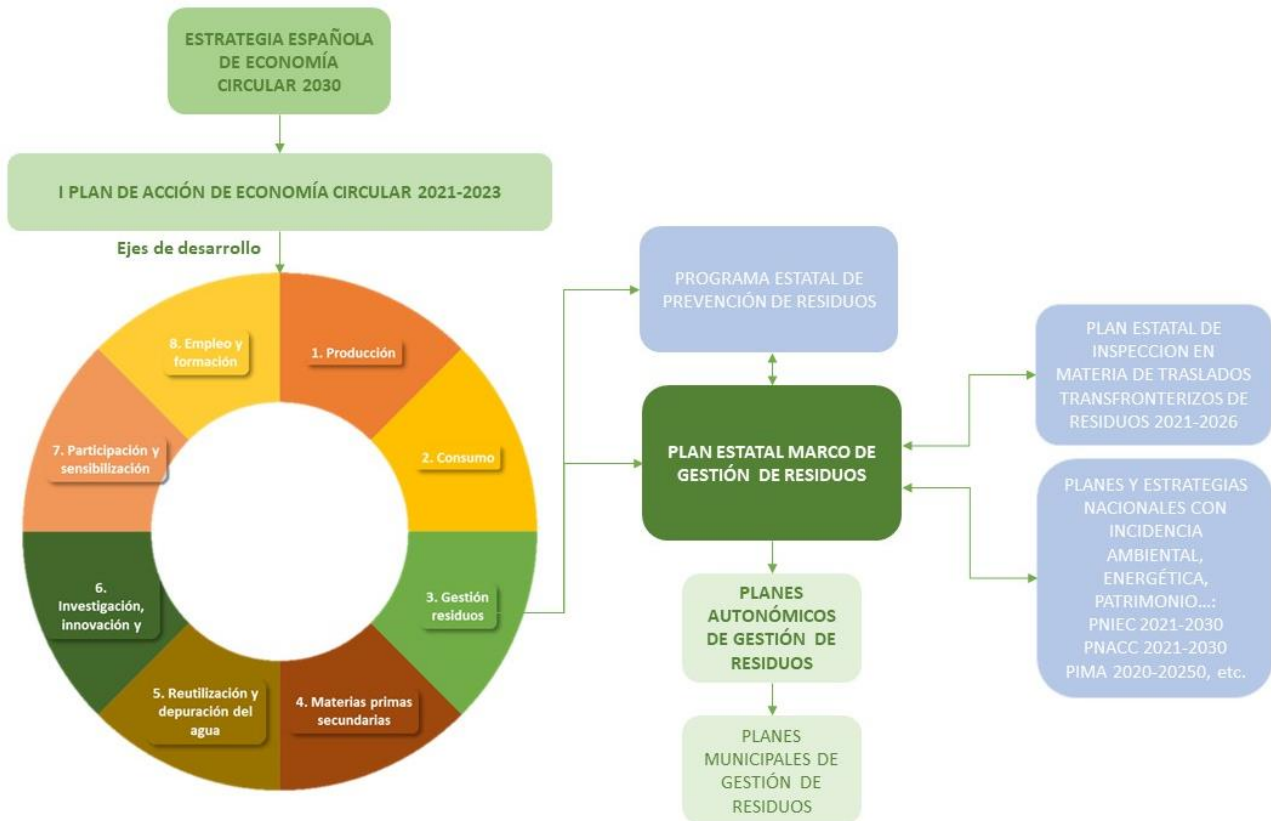 ESTRATEGIA ESPAÑOLA
DE ECONOMÍA
CIRCULAR 2030
I PLAN DE ACCIÓN DE ECONOMÍA CIRCULAR 2021-2023
Ejes de desarrollo
8. Empleo y
formación
1. Producción
7. Participación y
sensibilización
2. Consumo
6.
Investigación,
innovación y
3. Gestión
residuos
5. Reutilización y
depuración del
agua
4. Materias primas
secundarias
PROGRAMA ESTATAL DE
PREVENCIÓN DE RESIDUOS
PLAN ESTATAL MARCO DE
GESTIÓN DE RESIDUOS
PLANES
AUTONÓMICOS
DE GESTIÓN DE
RESIDUOS
PLANES
MUNICIPALES DE
GESTIÓN DE
RESIDUOS
PLAN ESTATAL DE
INSPECCION EN
MATERIA DE TRASLADOS
TRANSFRONTERIZOS DE
RESIDUOS 2021-2026
PLANES Y ESTRATEGIAS
NACIONALES CON
INCIDENCIA
AMBIENTAL,
ENERGÉTICA,
PATRIMONIO...:
PNIEC 2021-2030
PNACC 2021-2030
PIMA 2020-20250, etc.